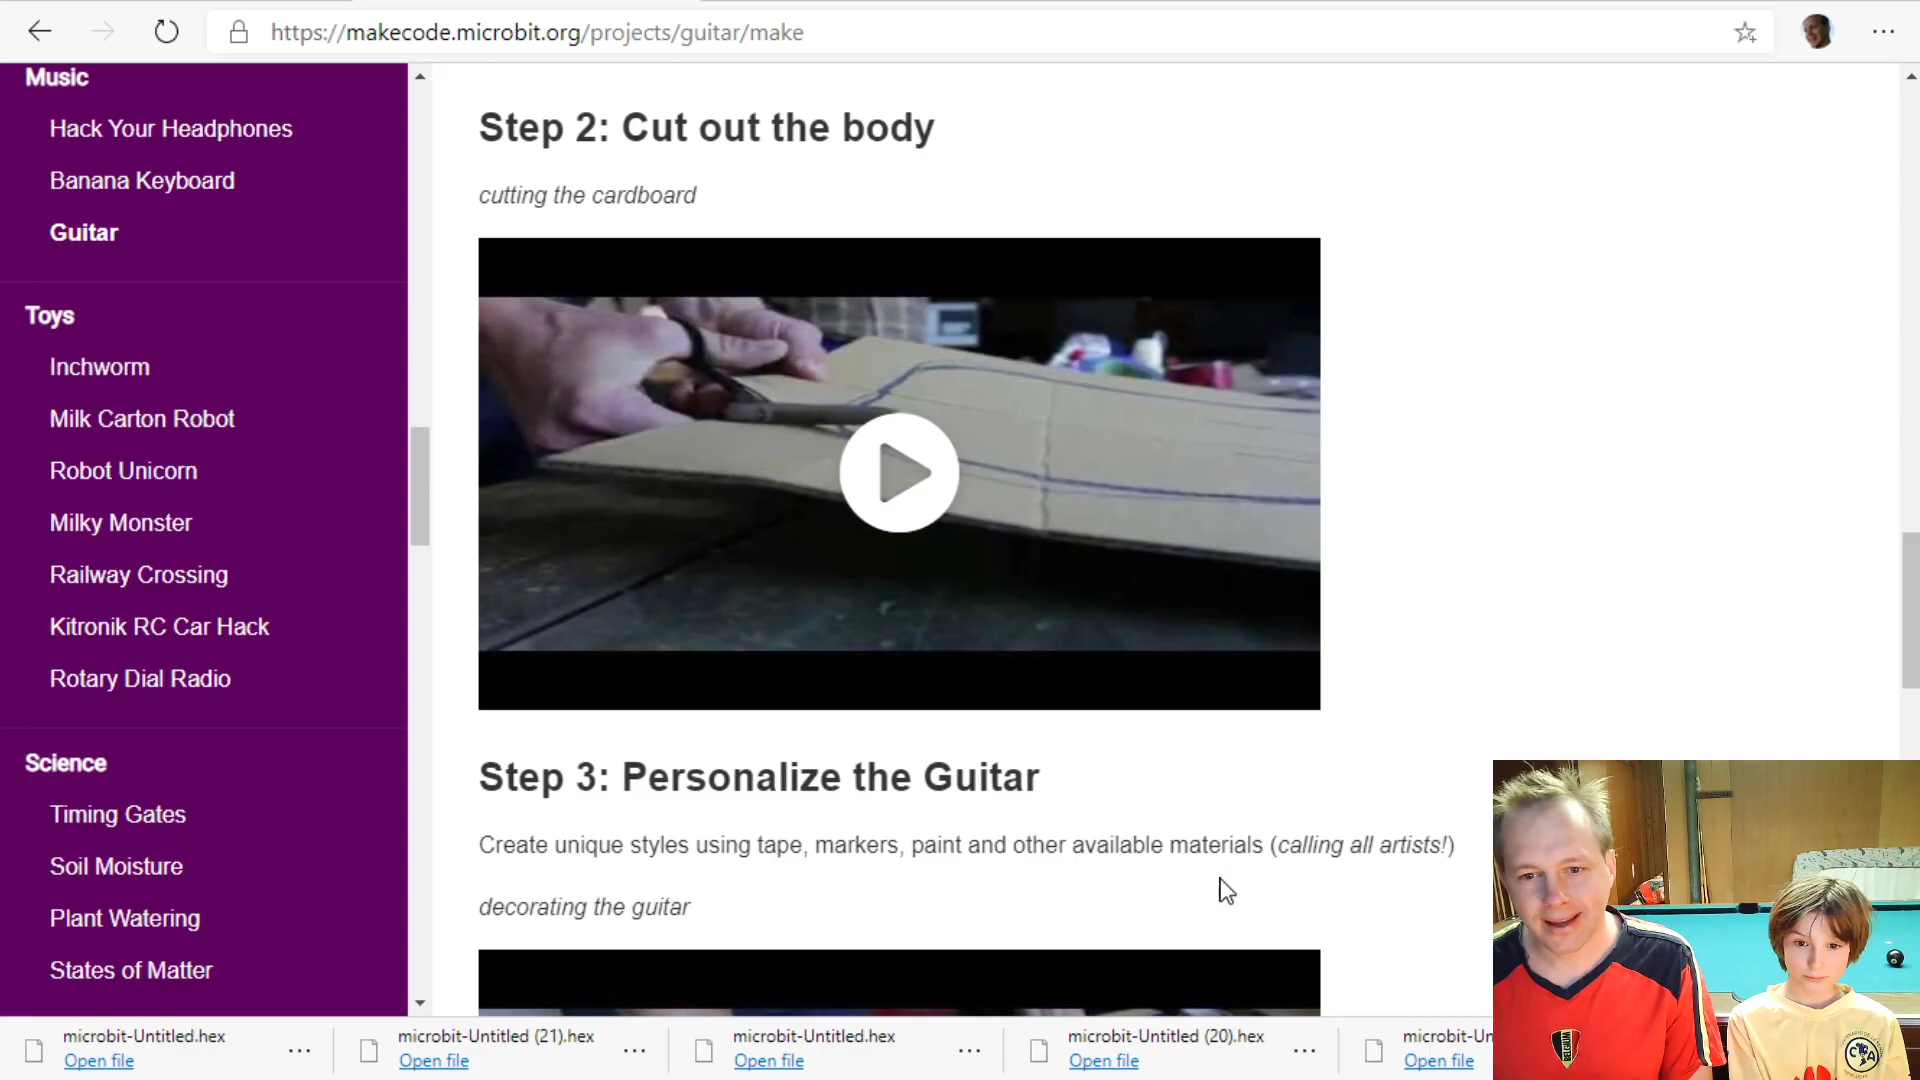 https://makecode.microbit.org/projects/guitar/make
Music
Hack Your Headphones
Banana Keyboard
Guitar
Toys
Inchworm
Milk Carton Robot
Robot Unicorn
Milky Monster
Railway Crossing
Kitronik RC Car Hack
Rotary Dial Radio
Science
Timing Gates
Soil Moisture
Plant Watering
States of Matter
Step 2: Cut out the body
cutting the cardboard
Step 3: Personalize the Guitar
Create unique styles using tape, markers, paint and other available materials (calling all artists!)
decorating the guitar
microbit-Untitled.hex
Open file
microbit-Untitled (21).hex
Open file
microbit-Untitled.hex
Open file
microbit-Untitled (20).hex
Open file
microbit-Un
Open file
BELGIUM
CA